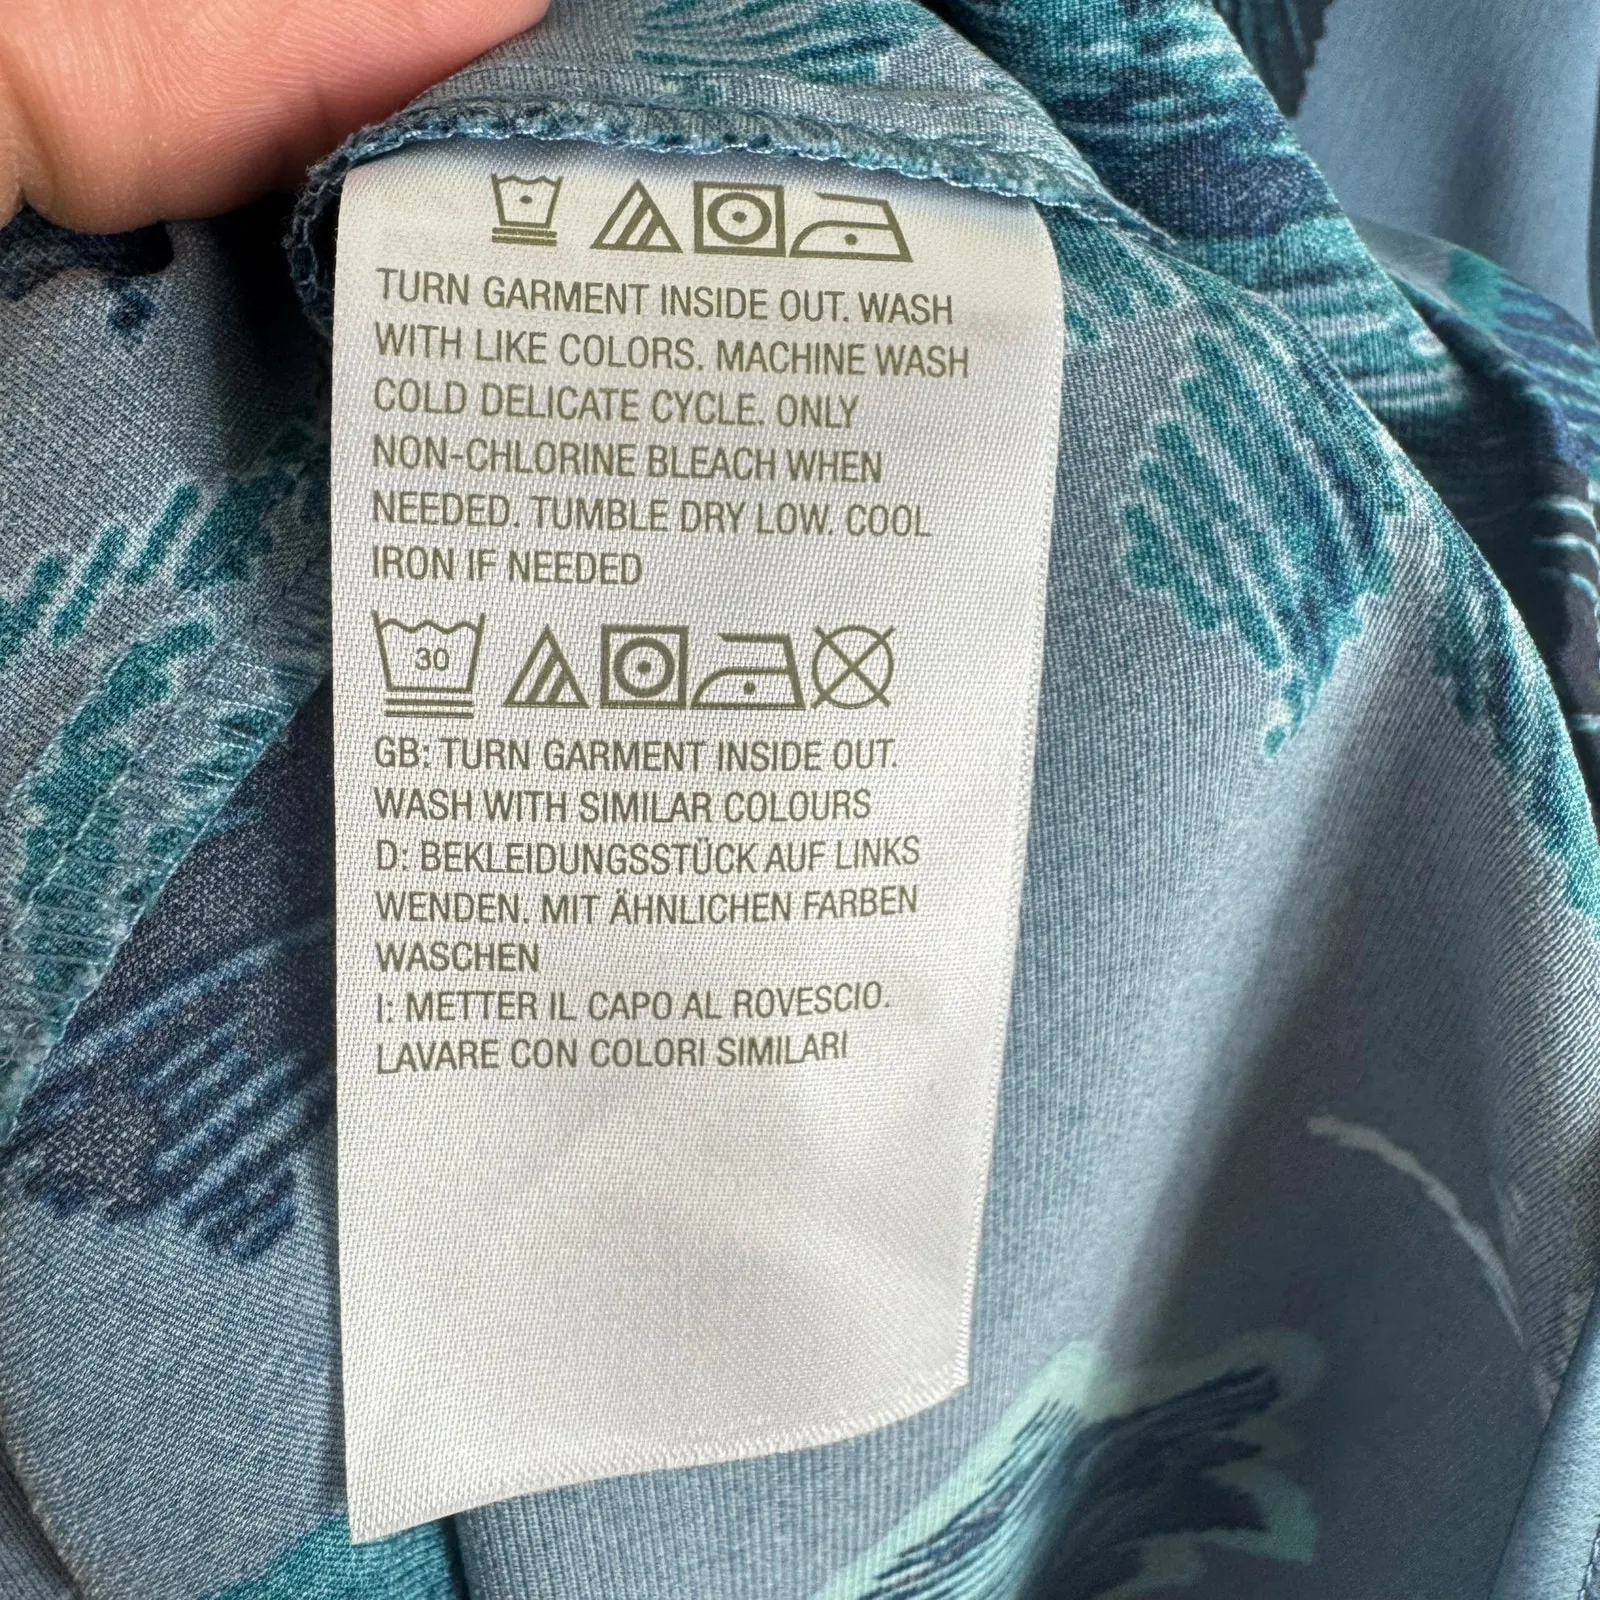 TURN GARMENT INSIDE OUT. WASH
WITH LIKE COLORS. MACHINE WASH
COLD DELICATE CYCLE. ONLY
NON-CHLORINE BLEACH WHEN
NEEDED. TUMBLE DRY LOW. COOL
IRON IF NEEDED
30
GB: TURN GARMENT INSIDE OUT.
WASH WITH SIMILAR COLOURS
D: BEKLEIDUNGSSTÜCK AUF LINKS
WENDEN. MIT ÄHNLICHEN FARBEN
WASCHEN
I: METTER IL CAPO AL ROVESCIO.
LAVARE CON COLORI SIMILARI